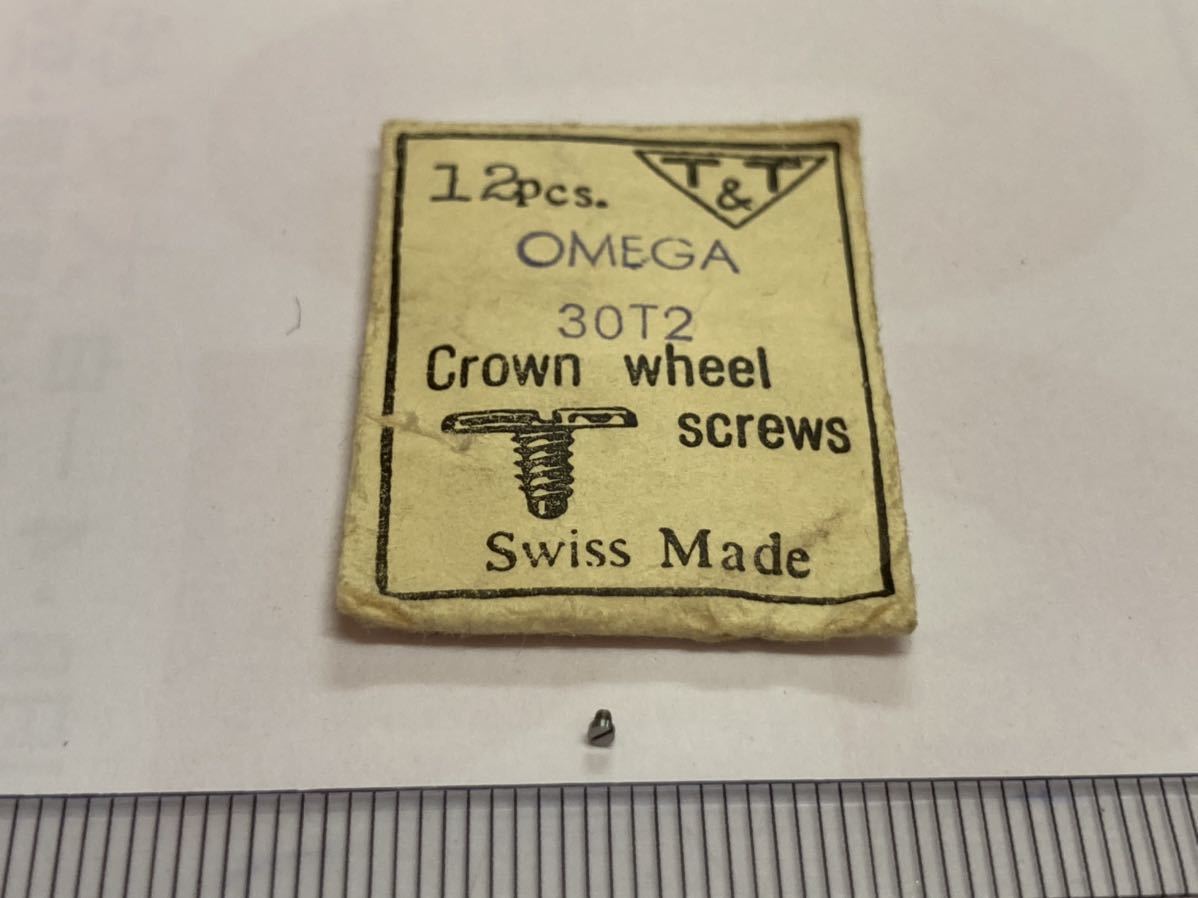 12pcs.
T & T
OMEGA
30T2
Crown wheel
screws
Swiss Made